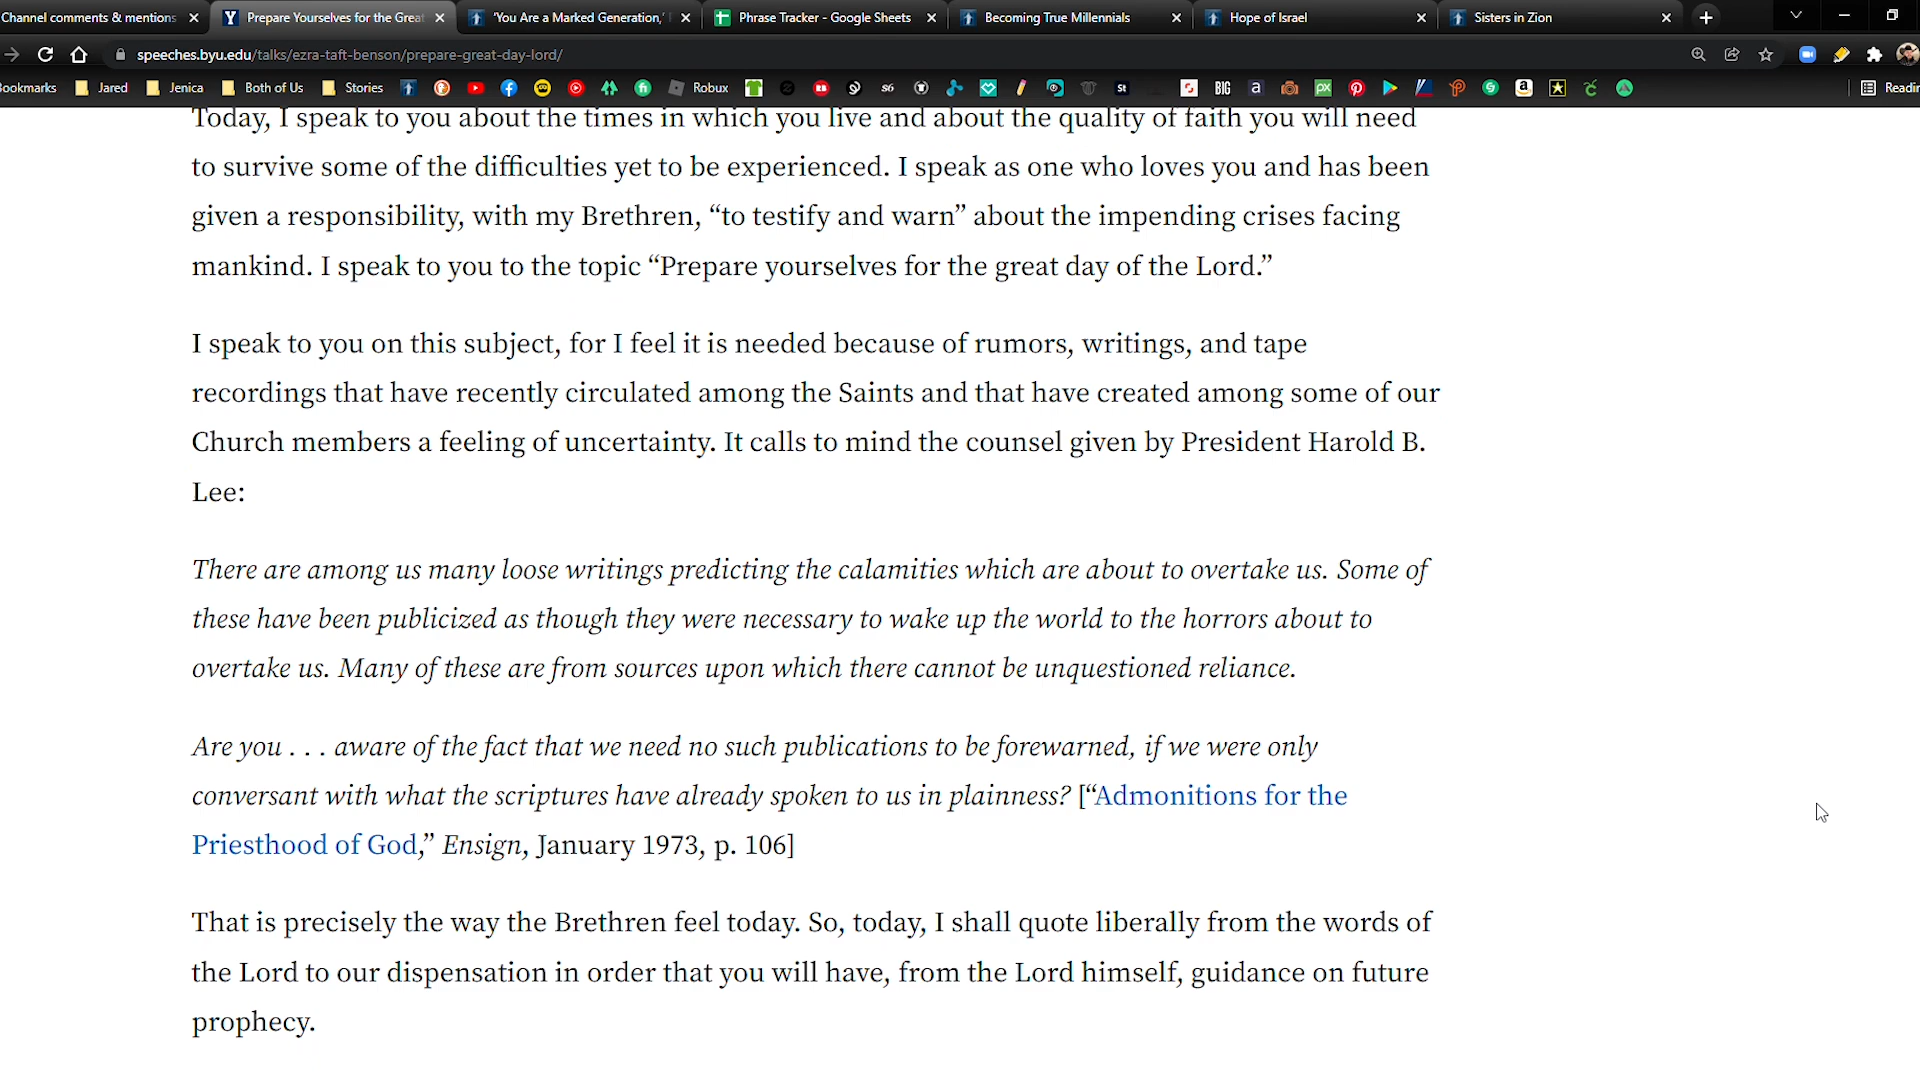 Channel comments & mentions
Prepare Yourselves for the Great
'You Are a Marked Generation,'
Phrase Tracker - Google Sheets
Becoming True Millennials
Hope of Israel
Sisters in Zion
speeches.byu.edu/talks/ezra-taft-benson/prepare-great-day-lord/
Bookmarks
Jared
Jenica
Both of Us
Stories
Robux
BIG
Readin
Today, I speak to you about the times in which you live and about the quality of faith you will need
to survive some of the difficulties yet to be experienced. I speak as one who loves you and has been
given a responsibility, with my Brethren, “to testify and warn” about the impending crises facing
mankind. I speak to you to the topic “Prepare yourselves for the great day of the Lord.”
I speak to you on this subject, for I feel it is needed because of rumors, writings, and tape
recordings that have recently circulated among the Saints and that have created among some of our
Church members a feeling of uncertainty. It calls to mind the counsel given by President Harold B.
Lee:
There are among us many loose writings predicting the calamities which are about to overtake us. Some of
these have been publicized as though they were necessary to wake up the world to the horrors about to
overtake us. Many of these are from sources upon which there cannot be unquestioned reliance.
Are you . . . aware of the fact that we need no such publications to be forewarned, if we were only
conversant with what the scriptures have already spoken to us in plainness? [“Admonitions for the
Priesthood of God,” Ensign, January 1973, p. 106]
That is precisely the way the Brethren feel today. So, today, I shall quote liberally from the words of
the Lord to our dispensation in order that you will have, from the Lord himself, guidance on future
prophecy.